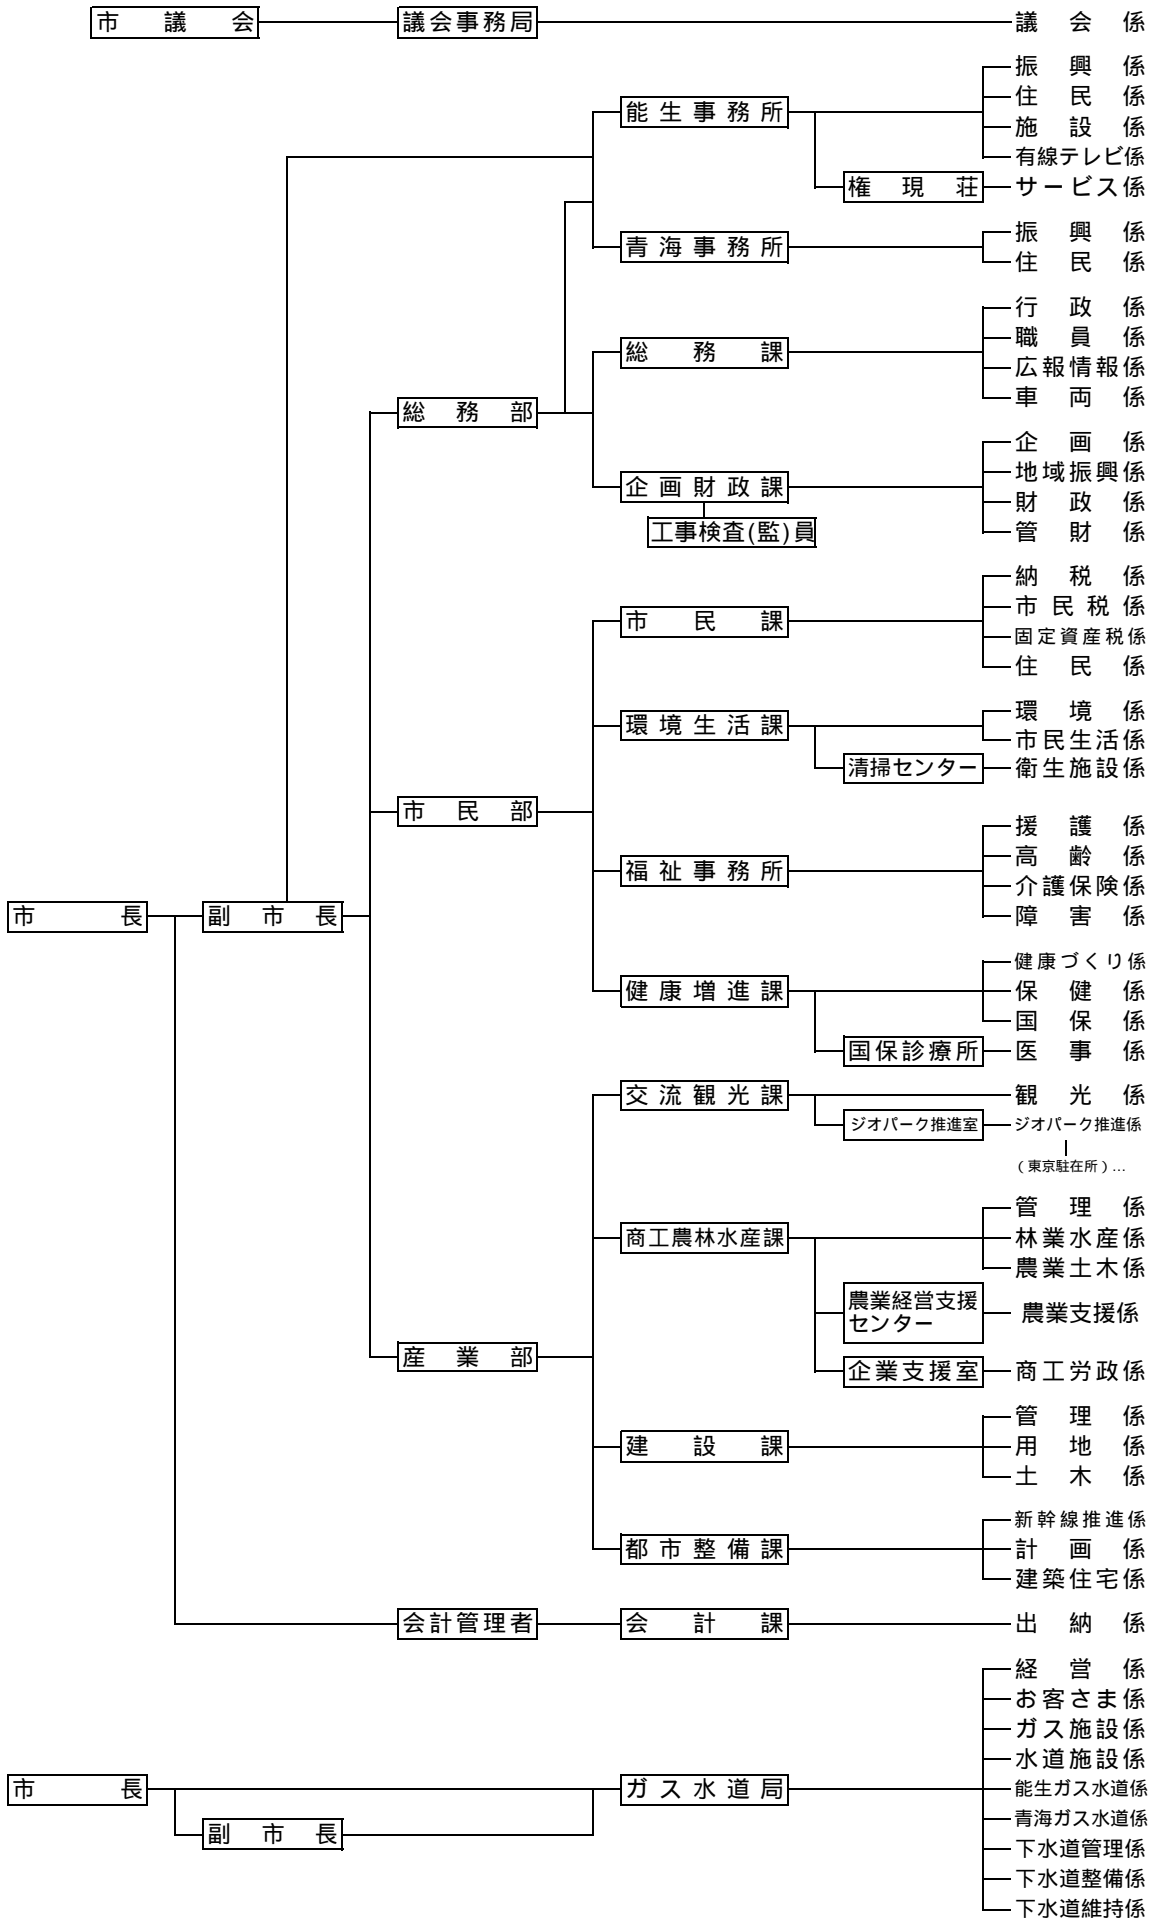 市議会 議会事務局 議会係
振興係
住民係
能生事務所
施設係
有線テレビ係
権現荘 サービス係
振興係
青海事務所
住民係
行政係
職員係
総務課
広報情報係
車両係
総務部
企画係
地域振興係
企画財政課
財政係
工事検査(監)員
管財係
納税係
市民税係
市民課
固定資産税係
住民係
環境係
環境生活課
市民生活係
清掃センター 衛生施設係
市民部
援護係
高齢係
福祉事務所
介護保険係
障害係
市長 副市長
健康づくり係
健康増進課 保健係
国保係
国保診療所 医事係
交流観光課 観光係
ジオパーク推進室 ジオパーク推進係
(東京駐在所)…
管理係
商工農林水産課 林業水産係
農業土木係
農業経営支援
センター
農業支援係
産業部
企業支援室 商工労政係
管理係
建設課 用地係
土木係
新幹線推進係
都市整備課 計画係
建築住宅係
会計管理者 会計課 出納係
経営係
お客さま係
ガス施設係
水道施設係
市長 ガス水道局 能生ガス水道係
青海ガス水道係
副市長
下水道管理係
下水道整備係
下水道維持係